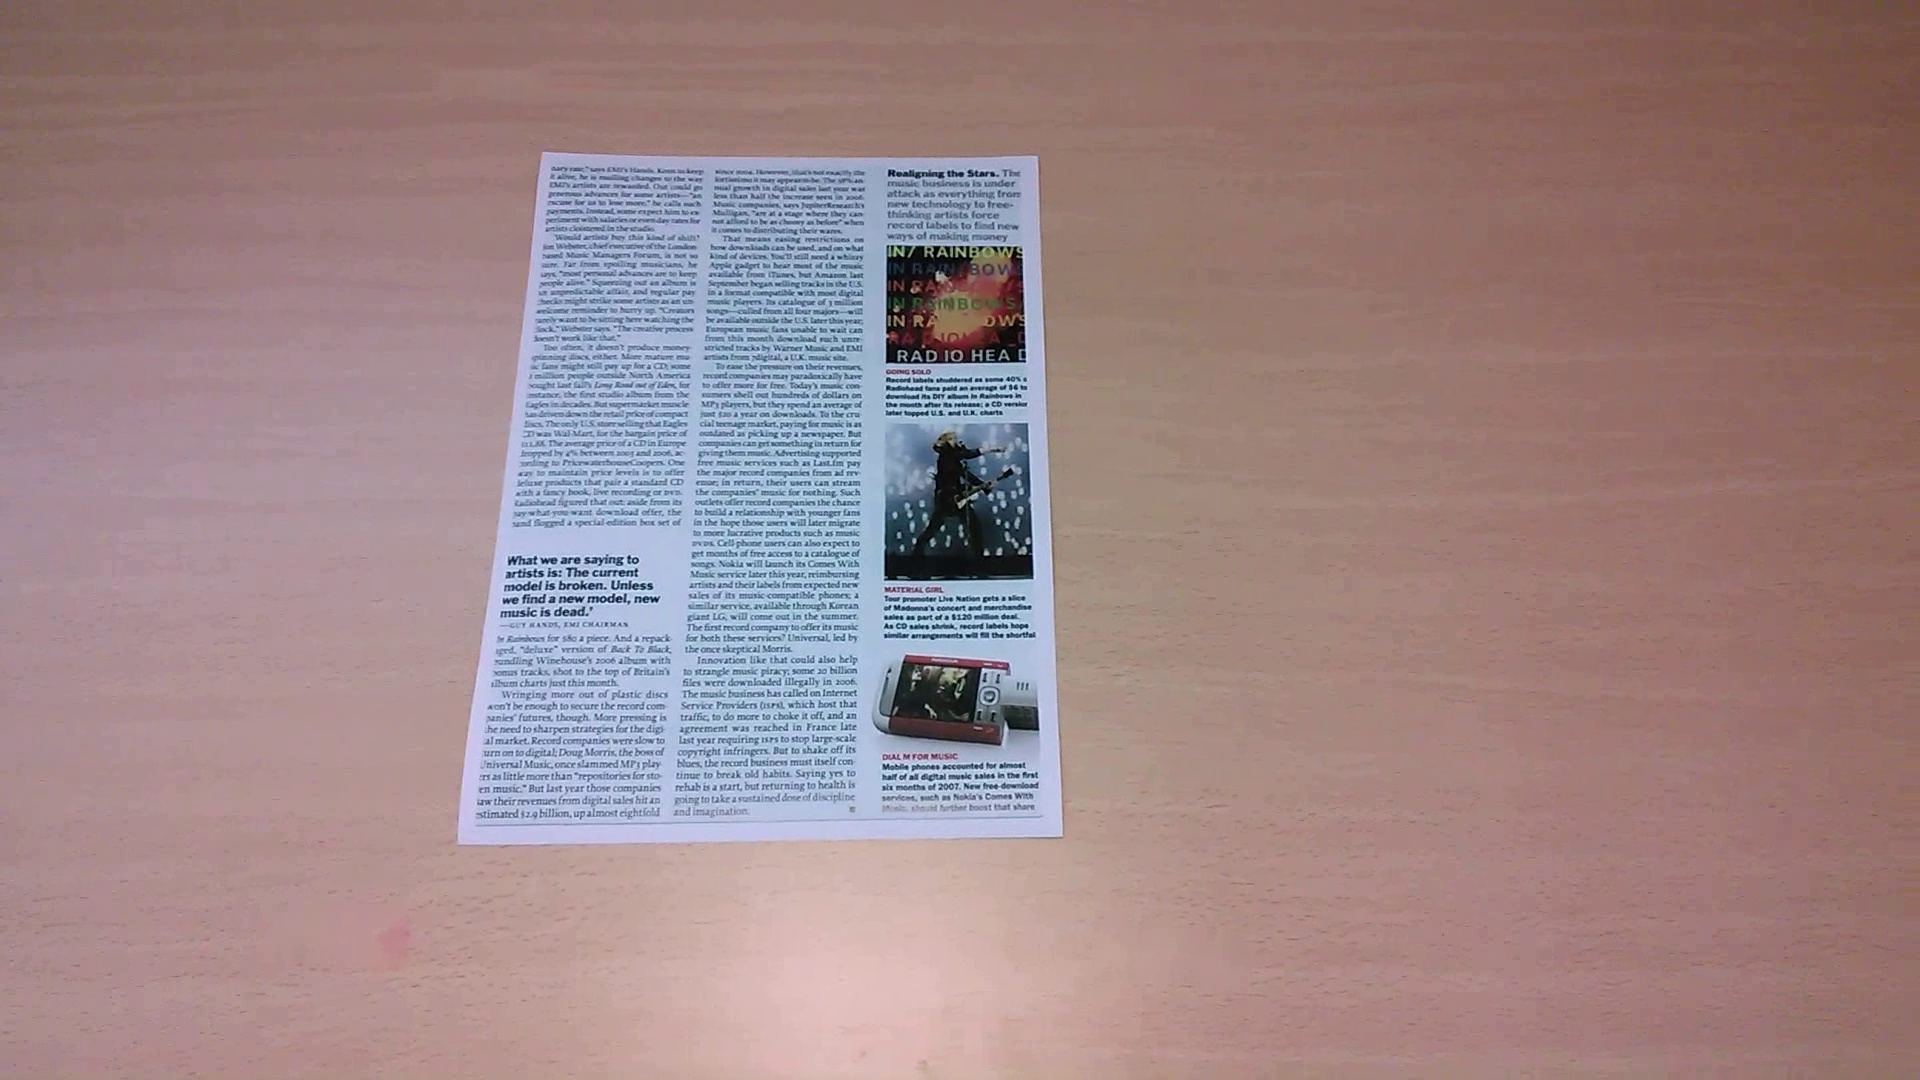 nary rate," says EMI's Hands. Keen to keep
it alive, he is mulling changes to the way
EMI's artists are rewarded. Out could go
generous advances for some artists—"an
excuse for us to lose more," he calls such
payments. Instead, some expect him to ex-
periment with salaries or even day rates for
artists cloistered in the studio.
Would artists buy this kind of shift?
Jon Webster, chief executive of the London-
based Music Managers Forum, is not so
sure. Far from spoiling musicians, he
says, "most personal advances are to keep
people alive." Squeezing out an album is
an unpredictable affair, and regular pay
checks might strike some artists as an un-
welcome reminder to hurry up. "Creators
rarely want to be sitting here watching the
clock," Webster says. "The creative process
doesn't work like that."
Too often, it doesn't produce money-
spinning discs, either. More mature mu-
sic fans might still pay up for a CD; some
3 million people outside North America
bought last fall's Long Road out of Eden, for
instance, the first studio album from the
Eagles in decades. But supermarket muscle
has driven down the retail price of compact
discs. The only U.S. store selling that Eagles
CD was Wal-Mart, for the bargain price of
$11.88. The average price of a CD in Europe
dropped by 4% between 2003 and 2006, ac-
cording to PricewaterhouseCoopers. One
way to maintain price levels is to offer
deluxe products that pair a standard CD
with a fancy book, live recording or DVD.
Radiohead figured that out: aside from its
pay-what-you-want download offer, the
band flogged a special-edition box set of
What we are saying to
artists is: The current
model is broken. Unless
we find a new model, new
music is dead.'
—GUY HANDS, EMI CHAIRMAN
In Rainbows for $80 a piece. And a repack-
aged, "deluxe" version of Back To Black,
bundling Winehouse's 2006 album with
bonus tracks, shot to the top of Britain's
album charts just this month.
Wringing more out of plastic discs
won't be enough to secure the record com-
panies' futures, though. More pressing is
the need to sharpen strategies for the digi-
tal market. Record companies were slow to
turn on to digital; Doug Morris, the boss of
Universal Music, once slammed MP3 play-
ers as little more than "repositories for sto-
en music." But last year those companies
saw their revenues from digital sales hit an
estimated $2.9 billion, up almost eightfold
since 2004. However, that's not exactly the
fortissimo it may appear to be. The 38% an-
nual growth in digital sales last year was
less than half the increase seen in 2006.
Music companies, says JupiterResearch's
Mulligan, "are at a stage where they can-
not afford to be as choosy as before" when
it comes to distributing their wares.
That means easing restrictions on
how downloads can be used, and on what
kind of devices. You'll still need a whizzy
Apple gadget to hear most of the music
available from iTunes, but Amazon last
September began selling tracks in the U.S.
in a format compatible with most digital
music players. Its catalogue of 3 million
songs—culled from all four majors—will
be available outside the U.S. later this year;
European music fans unable to wait can
from this month download such unre-
stricted tracks by Warner Music and EMI
artists from 7digital, a U.K. music site.
To ease the pressure on their revenues,
record companies may paradoxically have
to offer more for free. Today's music con-
sumers shell out hundreds of dollars on
MP3 players, but they spend an average of
just $20 a year on downloads. To the cru-
cial teenage market, paying for music is as
outdated as picking up a newspaper. But
companies can get something in return for
giving them music. Advertising-supported
free music services such as Last.fm pay
the major record companies from ad rev-
enue; in return, their users can stream
the companies' music for nothing. Such
outlets offer record companies the chance
to build a relationship with younger fans
in the hope those users will later migrate
to more lucrative products such as music
DVDs. Cell-phone users can also expect to
get months of free access to a catalogue of
songs. Nokia will launch its Comes With
Music service later this year, reimbursing
artists and their labels from expected new
sales of its music-compatible phones; a
similar service, available through Korean
giant LG, will come out in the summer.
The first record company to offer its music
for both these services? Universal, led by
the once skeptical Morris.
Innovation like that could also help
to strangle music piracy; some 20 billion
files were downloaded illegally in 2006.
The music business has called on Internet
Service Providers (ISPs), which host that
traffic, to do more to choke it off, and an
agreement was reached in France late
last year requiring ISPs to stop large-scale
copyright infringers. But to shake off its
blues, the record business must itself con-
tinue to break old habits. Saying yes to
rehab is a start, but returning to health is
going to take a sustained dose of discipline
and imagination.
Realigning the Stars. The
music business is under
attack as everything from
new technology to free-
thinking artists force
record labels to find new
ways of making money
IN/ RAINBOWS
IN RAINBOWS
IN RAINBOWS
IN RAINBOWS/
IN RA DOWS
RAD IOHEA_D
RAD IO HEA D
GOING SOLO
Record labels shuddered as some 40% o
Radiohead fans paid an average of $6 to
download its DIY album In Rainbows in
the month after its release; a CD version
later topped U.S. and U.K. charts
MATERIAL GIRL
Tour promoter Live Nation gets a slice
of Madonna's concert and merchandise
sales as part of a $120 million deal.
As CD sales shrink, record labels hope
similar arrangements will fill the shortfal
DIAL M FOR MUSIC
Mobile phones accounted for almost
half of all digital music sales in the first
six months of 2007. New free-download
services, such as Nokia's Comes With
Music, should further boost that share